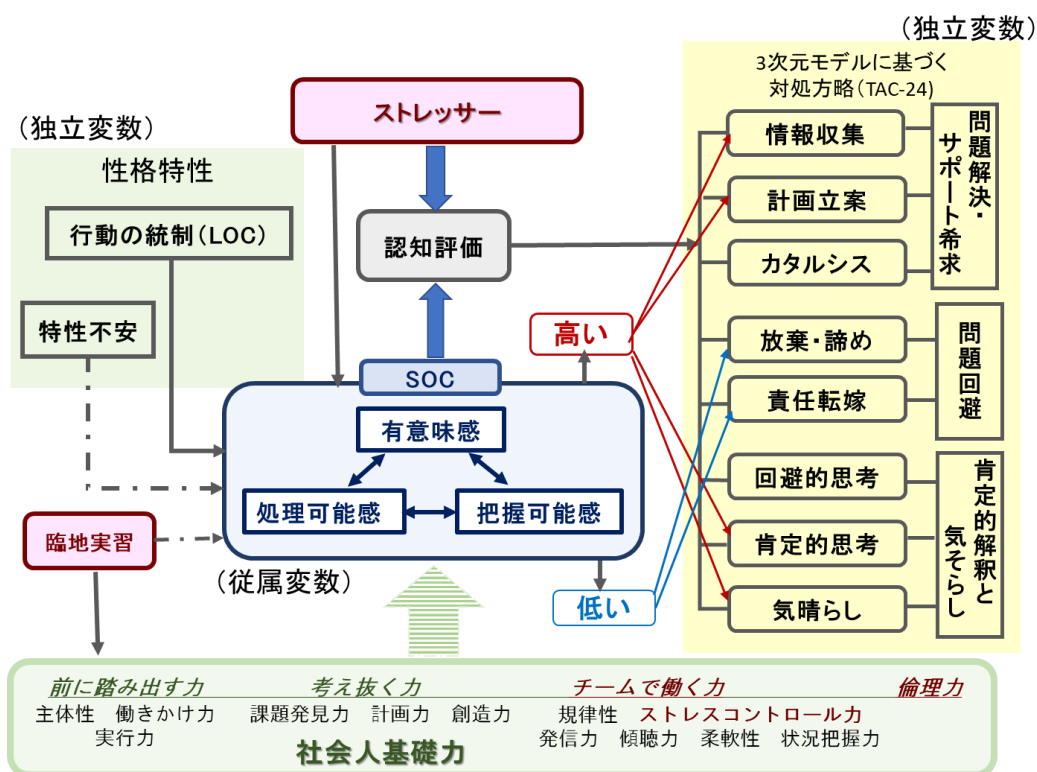 (独立変数)
3次元モデルに基づく
対処方略(TAC-24)
ストレッサー
(独立変数)
性格特性
行動の統制(LOC)
特性不安
認知評価
情報収集
計画立案
カタルシス
問題解決・
サポート希求
高い
放棄・諦め
責任転嫁
問題回避
SOC
有意味感
処理可能感
把握可能感
回避的思考
肯定的思考
気晴らし
肯定的解釈と
気そらし
臨地実習
(従属変数)
低い
前に踏み出す力 考え抜く力 チームで働く力 倫理力
主体性 働きかけ力 課題発見力 計画力 創造力 規律性 ストレスコントロール力
実行力 発信力 傾聴力 柔軟性 状況把握力
社会人基礎力